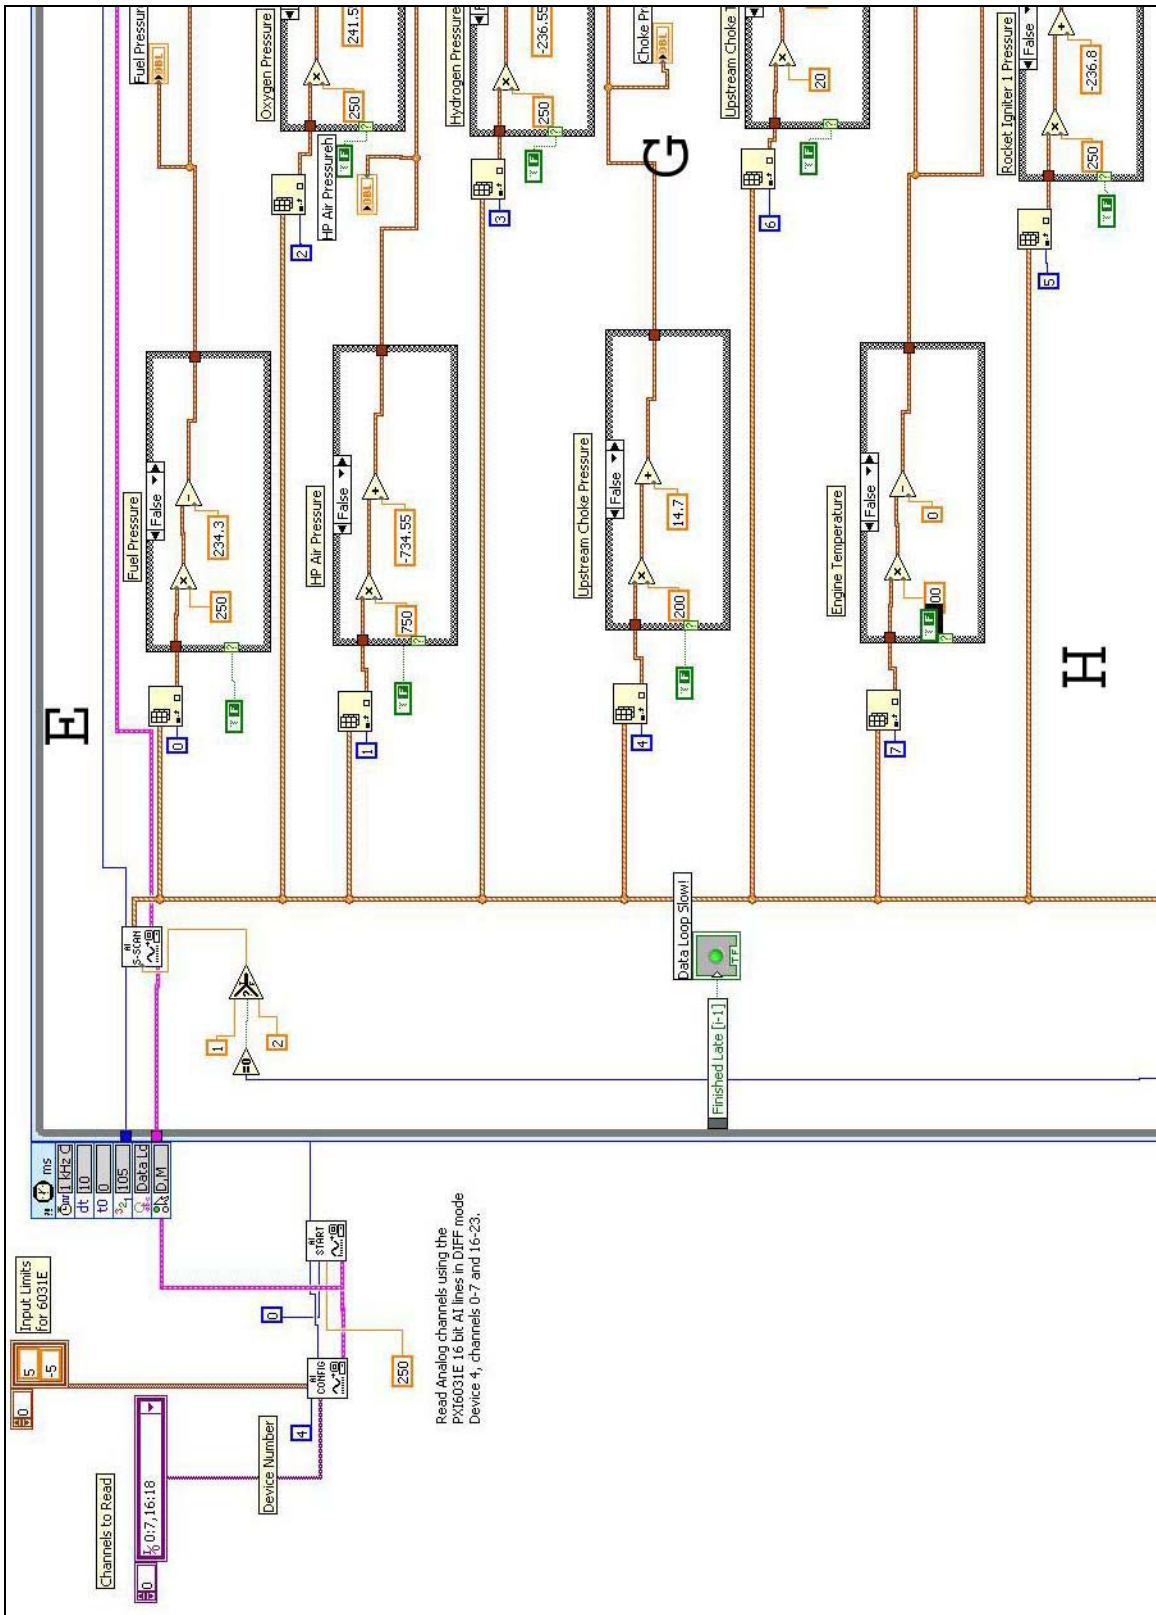 Channels to Read
0
0:7,16:18
Device Number
4
0
5
-5
Input Limits
for 6031E
AI
CONFIG
0
250
AI
START
Read Analog channels using the
PXI6031E 16 bit AI lines in DIFF mode
Device 4, channels 0-7 and 16-23.
ms
1 kHz
dt 10
t0 0
105
Data
D,M
=0
1
2
AI
S-SCAN
Finished Late [i-1]
Data Loop Slow!
TF
E
0
F
Fuel Pressure
False
250
234.3
Fuel Pressur
DBL
2
F
Oxygen Pressure
250
241.5
1
F
HP Air Pressure
False
750
-734.55
HP Air Pressureh
DBL
3
F
Hydrogen Pressure
250
-236.55
4
F
Upstream Choke Pressure
False
200
14.7
G
Choke Pr
DBL
6
F
Upstream Choke T
20
7
F
Engine Temperature
False
00
0
H
5
F
Rocket Igniter 1 Pressure
False
250
-236.8